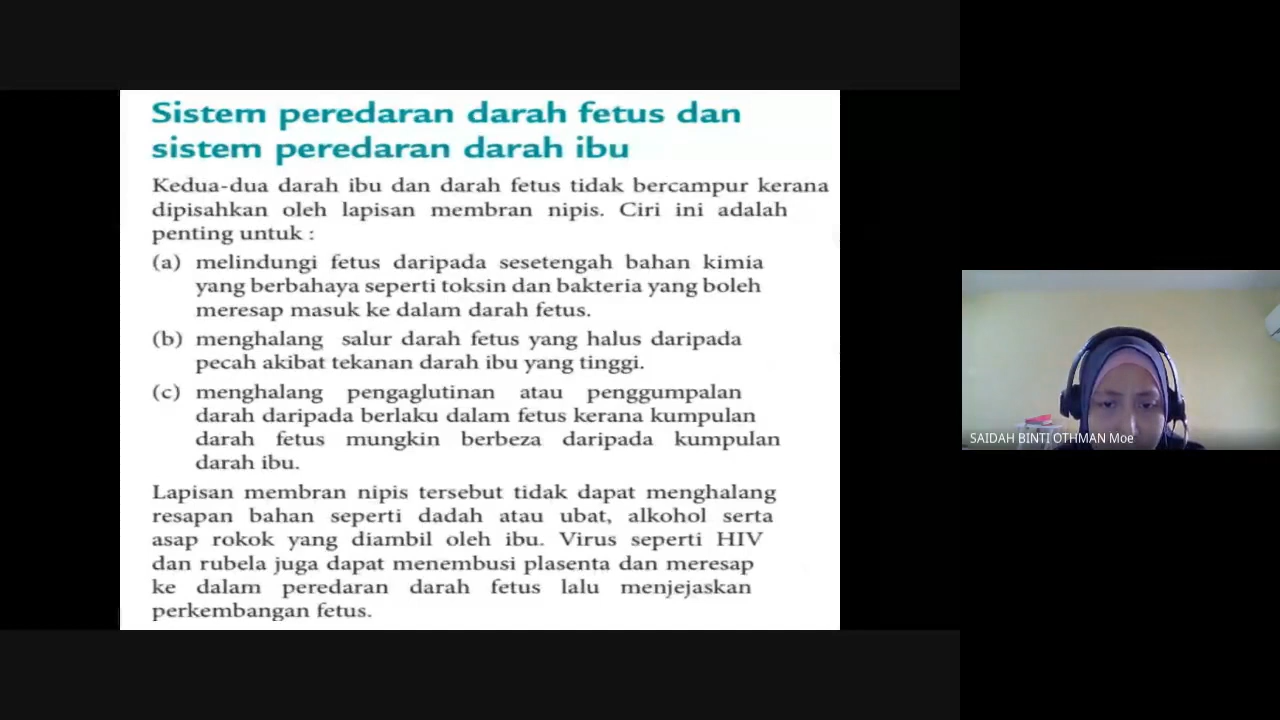 Sistem peredaran darah fetus dan
sistem peredaran darah ibu
Kedua-dua darah ibu dan darah fetus tidak bercampur kerana
dipisahkan oleh lapisan membran nipis. Ciri ini adalah
penting untuk :
(a) melindungi fetus daripada sesetengah bahan kimia
yang berbahaya seperti toksin dan bakteria yang boleh
meresap masuk ke dalam darah fetus.
(b) menghalang salur darah fetus yang halus daripada
pecah akibat tekanan darah ibu yang tinggi.
(c) menghalang pengaglutinan atau penggumpalan
darah daripada berlaku dalam fetus kerana kumpulan
darah fetus mungkin berbeza daripada kumpulan
darah ibu.
Lapisan membran nipis tersebut tidak dapat menghalang
resapan bahan seperti dadah atau ubat, alkohol serta
asap rokok yang diambil oleh ibu. Virus seperti HIV
dan rubela juga dapat menembusi plasenta dan meresap
ke dalam peredaran darah fetus lalu menjejaskan
perkembangan fetus.
SAIDAH BINTI OTHMAN Moe